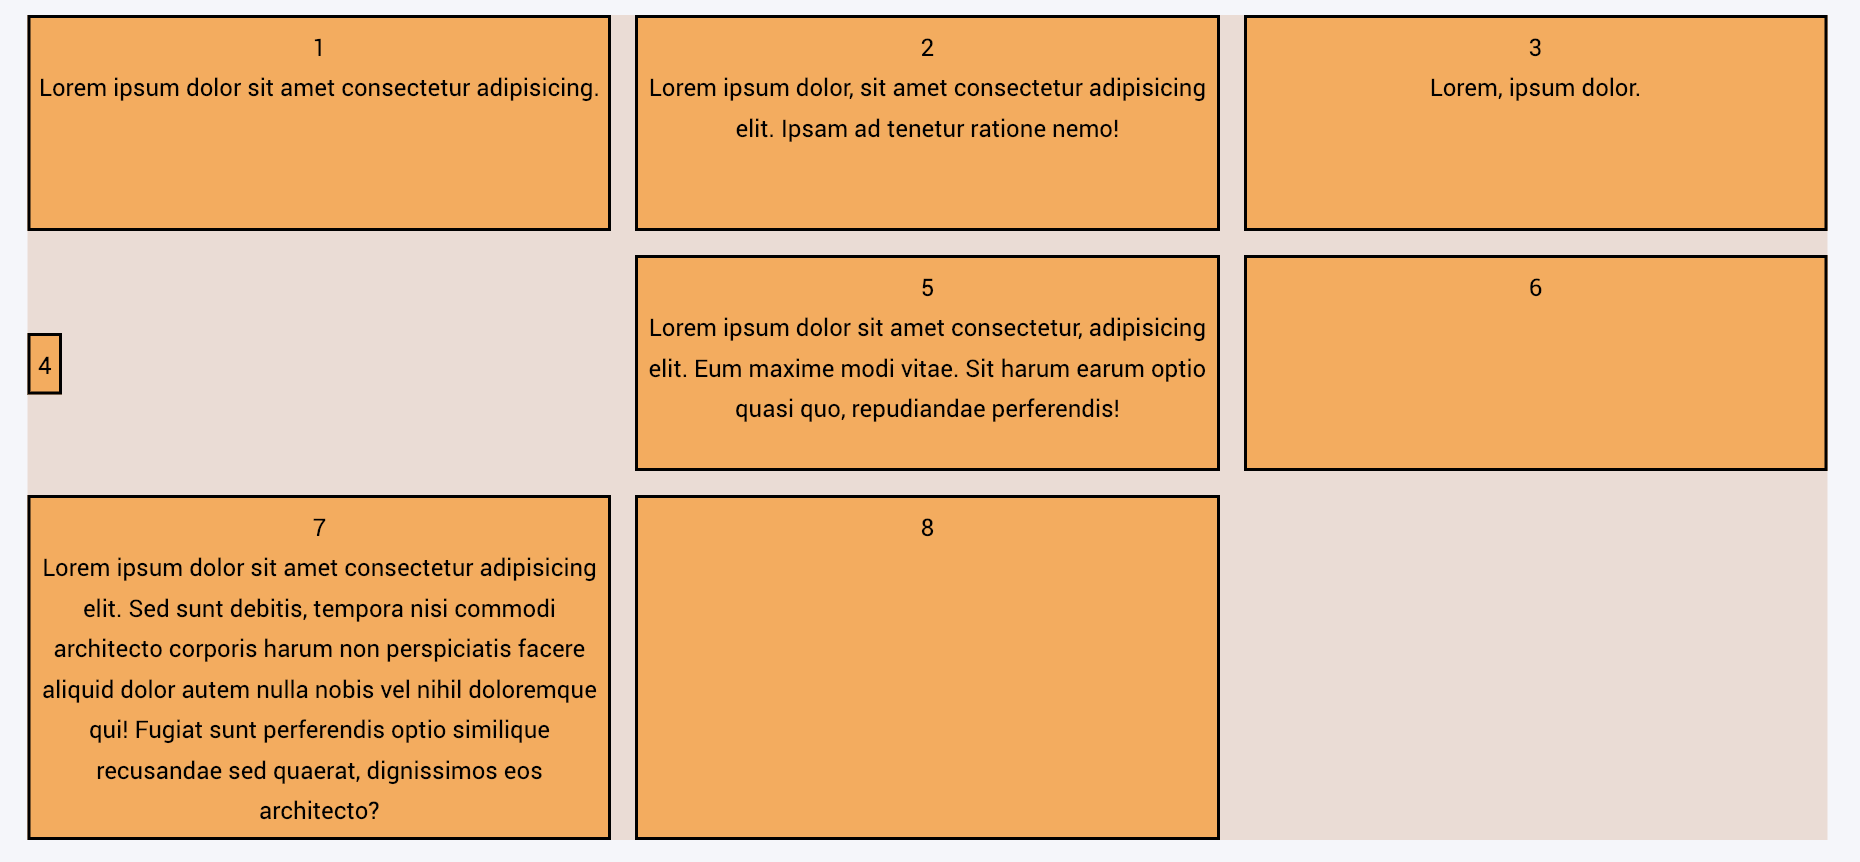 1
Lorem ipsum dolor sit amet consectetur adipisicing.
2
Lorem ipsum dolor, sit amet consectetur adipisicing
elit. Ipsam ad tenetur ratione nemo!
3
Lorem, ipsum dolor.
4
5
Lorem ipsum dolor sit amet consectetur, adipisicing
elit. Eum maxime modi vitae. Sit harum earum optio
quasi quo, repudiandae perferendis!
6
7
Lorem ipsum dolor sit amet consectetur adipisicing
elit. Sed sunt debitis, tempora nisi commodi
architecto corporis harum non perspiciatis facere
aliquid dolor autem nulla nobis vel nihil doloremque
qui! Fugiat sunt perferendis optio similique
recusandae sed quaerat, dignissimos eos
architecto?
8